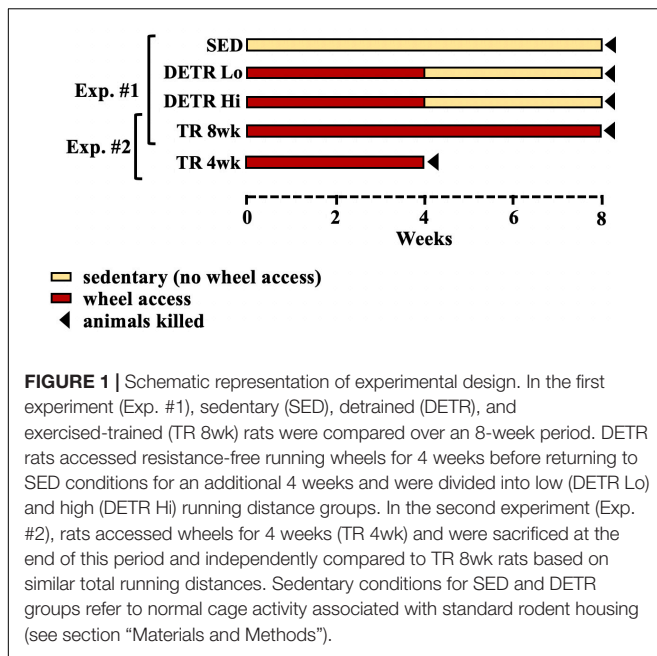 SED
DETR Lo
Exp. #1
DETR Hi
TR 8wk
Exp. #2
TR 4wk
0 2 4 6 8
Weeks
sedentary (no wheel access)
wheel access
animals killed
FIGURE 1 | Schematic representation of experimental design. In the first
experiment (Exp. #1), sedentary (SED), detrained (DETR), and
exercised-trained (TR 8wk) rats were compared over an 8-week period. DETR
rats accessed resistance-free running wheels for 4 weeks before returning to
SED conditions for an additional 4 weeks and were divided into low (DETR Lo)
and high (DETR Hi) running distance groups. In the second experiment (Exp.
#2), rats accessed wheels for 4 weeks (TR 4wk) and were sacrificed at the
end of this period and independently compared to TR 8wk rats based on
similar total running distances. Sedentary conditions for SED and DETR
groups refer to normal cage activity associated with standard rodent housing
(see section “Materials and Methods”).